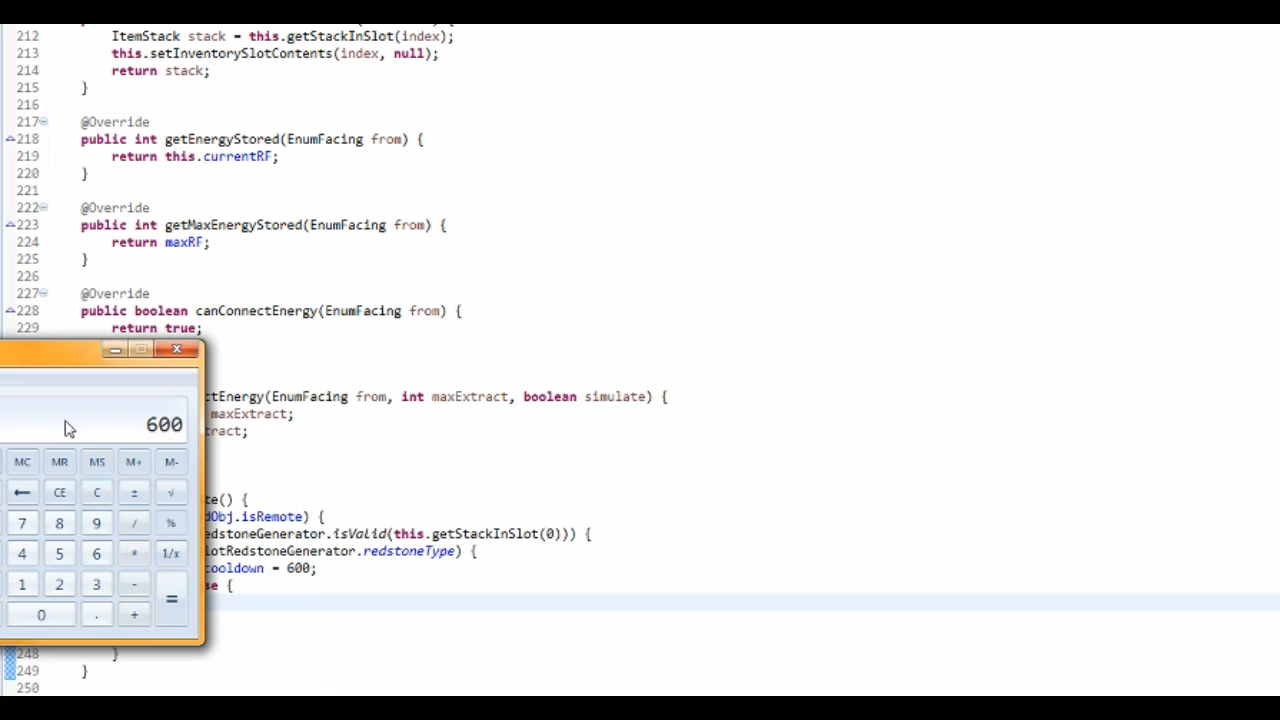 212 ItemStack stack = this.getStackInSlot(index);
213 this.setInventorySlotContents(index, null);
214 return stack;
215 }
216
217 @Override
218 public int getEnergyStored(EnumFacing from) {
219 return this.currentRF;
220 }
221
222 @Override
223 public int getMaxEnergyStored(EnumFacing from) {
224 return maxRF;
225 }
226
227 @Override
228 public boolean canConnectEnergy(EnumFacing from) {
229 return true;
ctEnergy(EnumFacing from, int maxExtract, boolean simulate) {
maxExtract;
tract;
600
MC MR MS M+ M-
← CE C ± √
te() {
dObj.isRemote) {
7 8 9 / %
edstoneGenerator.isValid(this.getStackInSlot(0))) {
lotRedstoneGenerator.redstoneType) {
4 5 6 * 1/x
cooldown = 600;
1 2 3 - =
se {
0 . +
248 }
249 }
250